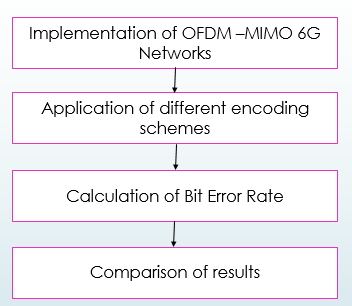 Implementation of OFDM –MIMO 6G
Networks
Application of different encoding
schemes
Calculation of Bit Error Rate
Comparison of results